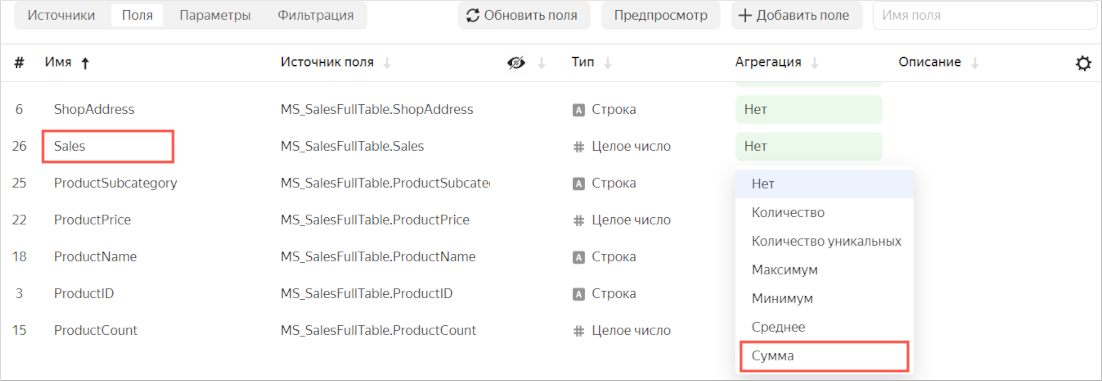 Источники Поля Параметры Фильтрация Обновить поля Предпросмотр + Добавить поле Имя поля
# Имя Источник поля Тип Агрегация Описание
6 ShopAddress MS_SalesFullTable.ShopAddress A Строка Нет
26 Sales MS_SalesFullTable.Sales # Целое число Нет
25 ProductSubcategory MS_SalesFullTable.ProductSubcate A Строка
Нет
22 ProductPrice MS_SalesFullTable.ProductPrice # Целое число
Количество
Количество уникальных
18 ProductName MS_SalesFullTable.ProductName A Строка
Максимум
3 ProductID MS_SalesFullTable.ProductID A Строка
Минимум
15 ProductCount MS_SalesFullTable.ProductCount # Целое число
Среднее
Сумма